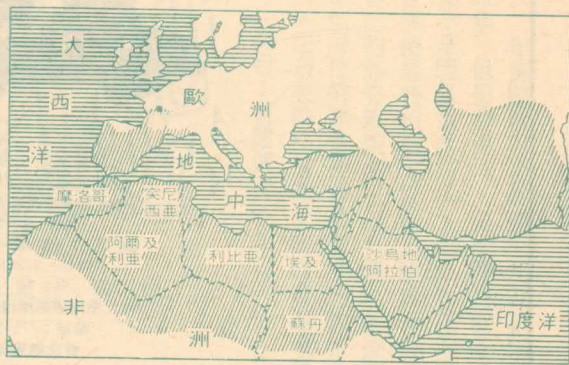 大西洋
歐洲
地中海
摩洛哥
突尼
西亞
阿爾及
利亞
利比亞
埃及
沙烏地
阿拉伯
蘇丹
非洲
印度洋